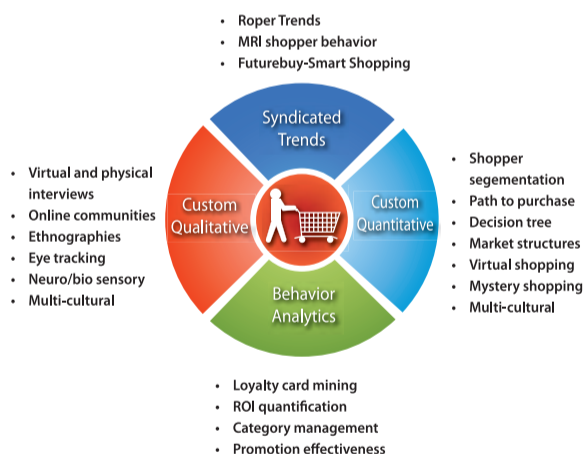 • Roper Trends
• MRI shopper behavior
• Futurebuy-Smart Shopping
Syndicated
Trends
• Virtual and physical
interviews
• Online communities
• Ethnographies
• Eye tracking
• Neuro/bio sensory
• Multi-cultural
Custom
Qualitative
Custom
Quantitative
• Shopper
segementation
• Path to purchase
• Decision tree
• Market structures
• Virtual shopping
• Mystery shopping
• Multi-cultural
Behavior
Analytics
• Loyalty card mining
• ROI quantification
• Category management
• Promotion effectiveness